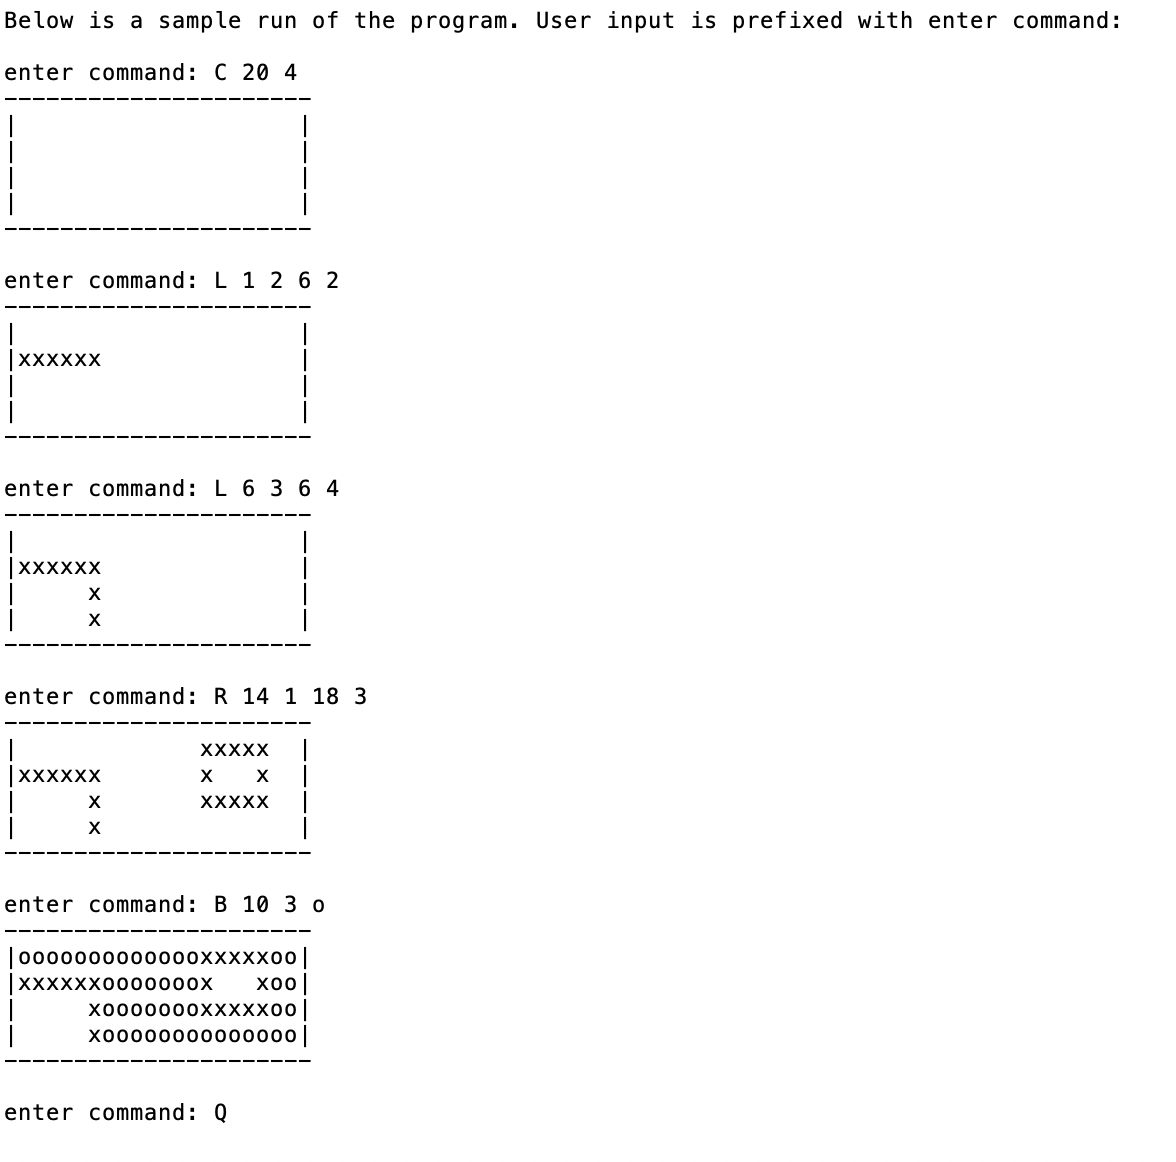 Below is a sample run of the program. User input is prefixed with enter command:

enter command: C 20 4
----------------------
|                    |
|                    |
|                    |
|                    |
----------------------

enter command: L 1 2 6 2
----------------------
|                    |
|xxxxxx              |
|                    |
|                    |
----------------------

enter command: L 6 3 6 4
----------------------
|                    |
|xxxxxx              |
|     x              |
|     x              |
----------------------

enter command: R 14 1 18 3
----------------------
|             xxxxx  |
|xxxxxx       x   x  |
|     x       xxxxx  |
|     x              |
----------------------

enter command: B 10 3 o
----------------------
|oooooooooooooxxxxxoo|
|xxxxxxooooooox   xoo|
|     xoooooooxxxxxoo|
|     xoooooooooooooo|
----------------------

enter command: Q